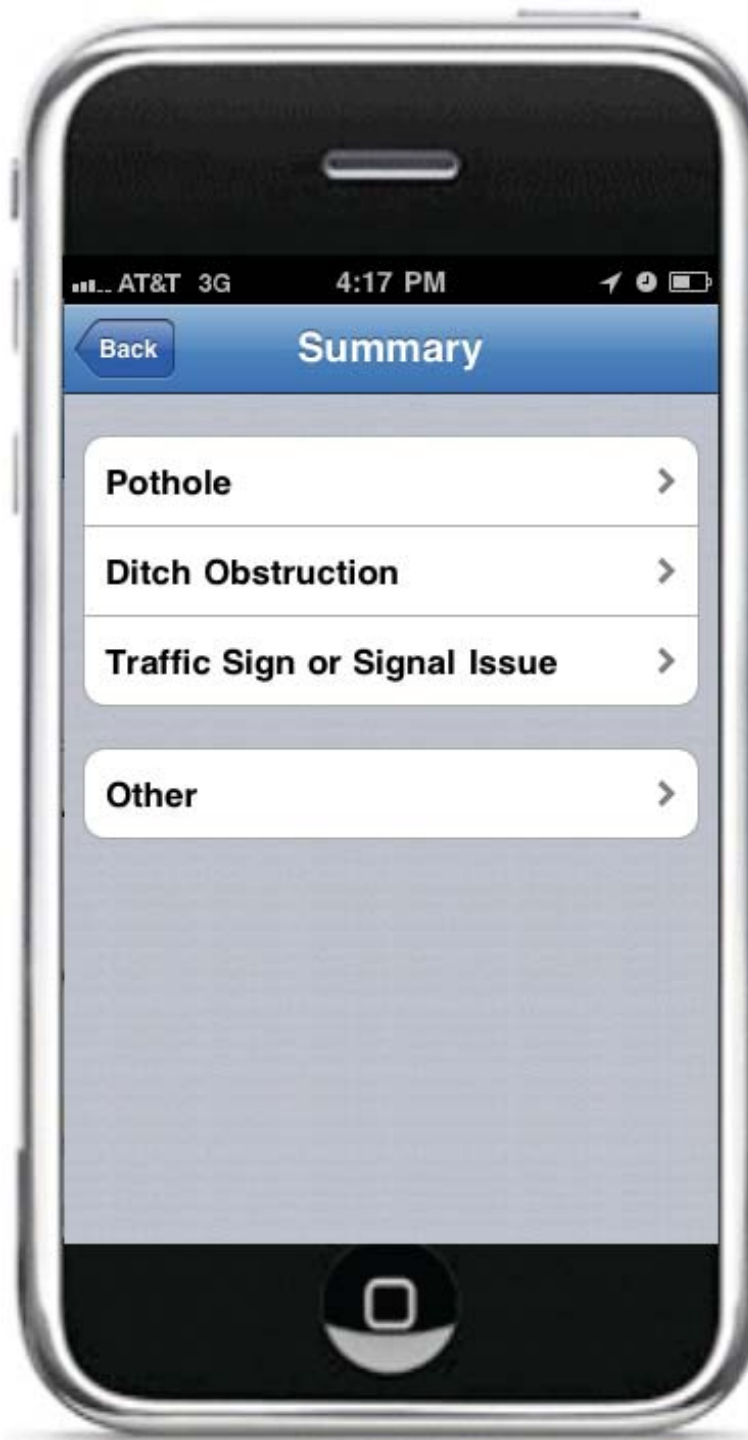 AT&T 3G 4:17 PM
Back Summary
Pothole
Ditch Obstruction
Traffic Sign or Signal Issue
Other